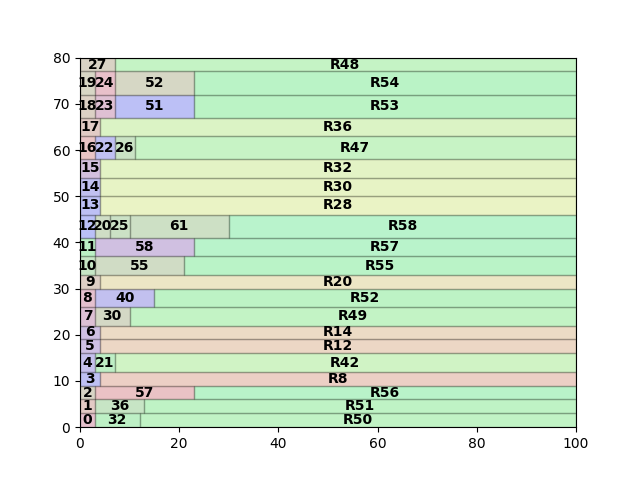 80
27 R48
19 24 52 R54
70
18 23 51 R53
17 R36
60
16 22 26 R47
15 R32
14 R30
50
13 R28
12 20 25 61 R58
40
11 58 R57
10 55 R55
9 R20
30
8 40 R52
7 30 R49
6 R14
20
5 R12
4 21 R42
3 R8
10
2 57 R56
1 36 R51
0 32 R50
0
0 20 40 60 80 100